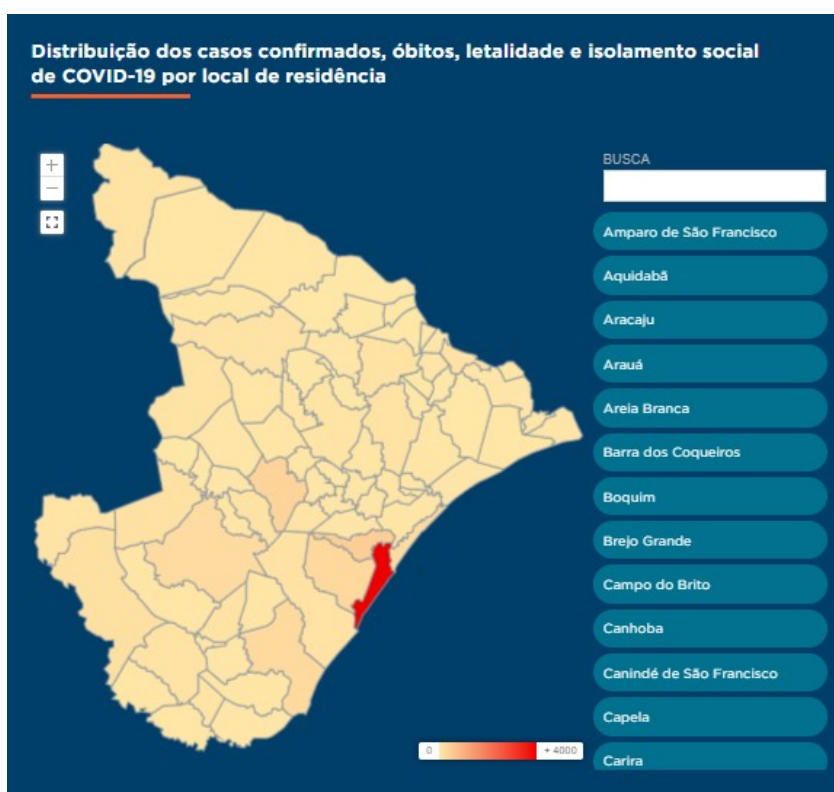 Distribuição dos casos confirmados, óbitos, letalidade e isolamento social
de COVID-19 por local de residência
+
−
BUSCA
Amparo de São Francisco
Aquidabã
Aracaju
Arauá
Areia Branca
Barra dos Coqueiros
Boquim
Brejo Grande
Campo do Brito
Canhoba
Canindé de São Francisco
Capela
Carira
0
+ 4000